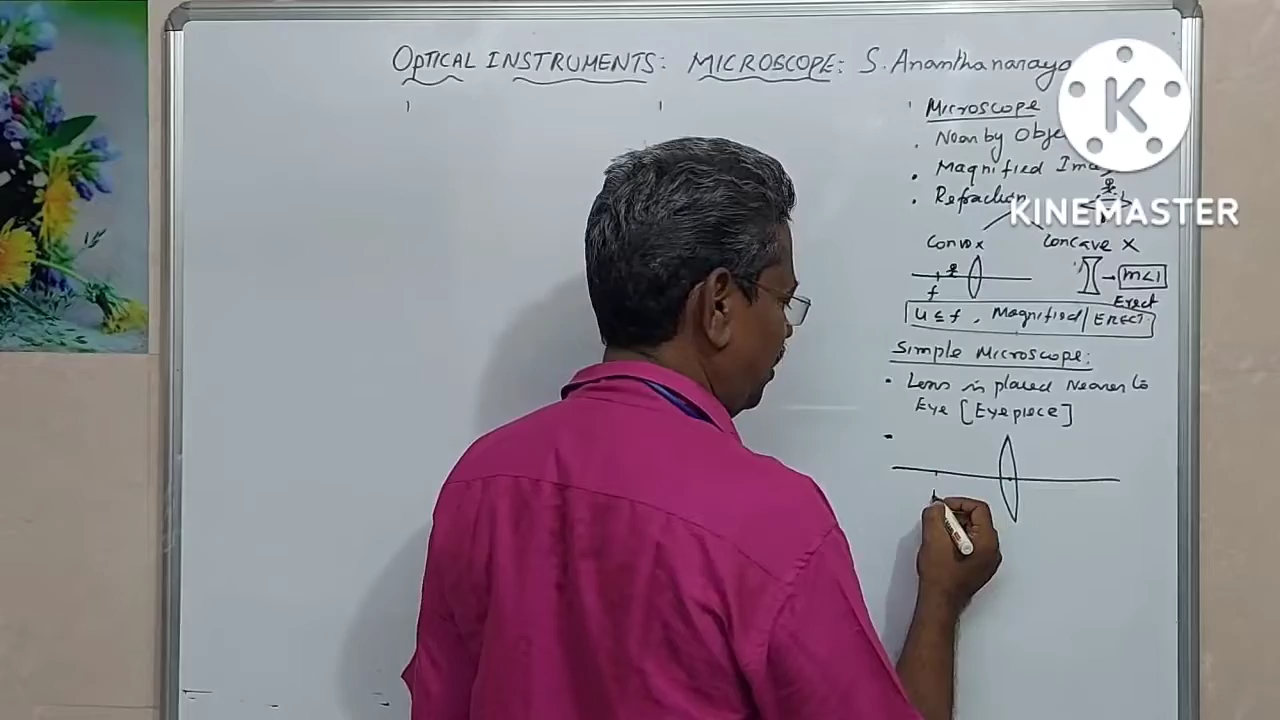 OPTICAL INSTRUMENTS: MICROSCOPE: S. Ananthanaraya
Microscope
. Near by Obje
K
. Magnified Ima
. Refraction
KINEMASTER
Convex Concave X
f
m<1
Erect
u ≤ f , Magnified/ERECT
Simple Microscope:
. Lens is placed Nearer to
Eye [Eyepiece]